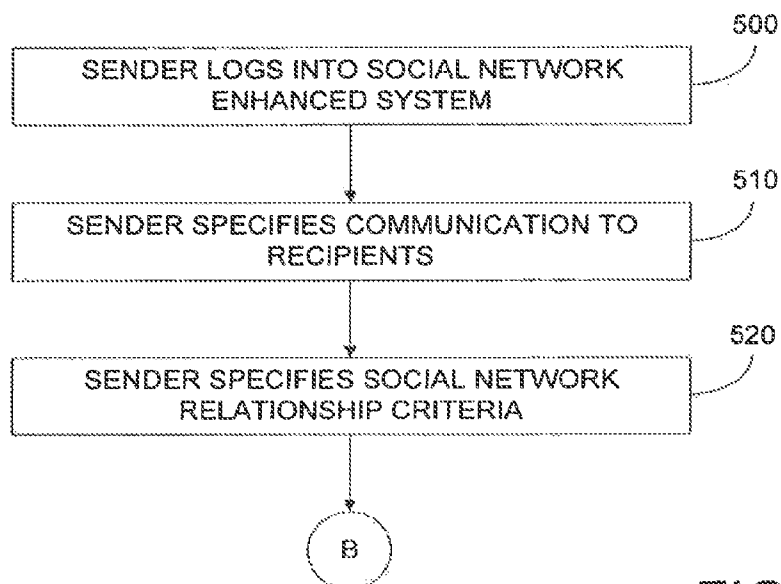 500
SENDER LOGS INTO SOCIAL NETWORK
ENHANCED SYSTEM
510
SENDER SPECIFIES COMMUNICATION TO
RECIPIENTS
520
SENDER SPECIFIES SOCIAL NETWORK
RELATIONSHIP CRITERIA
B